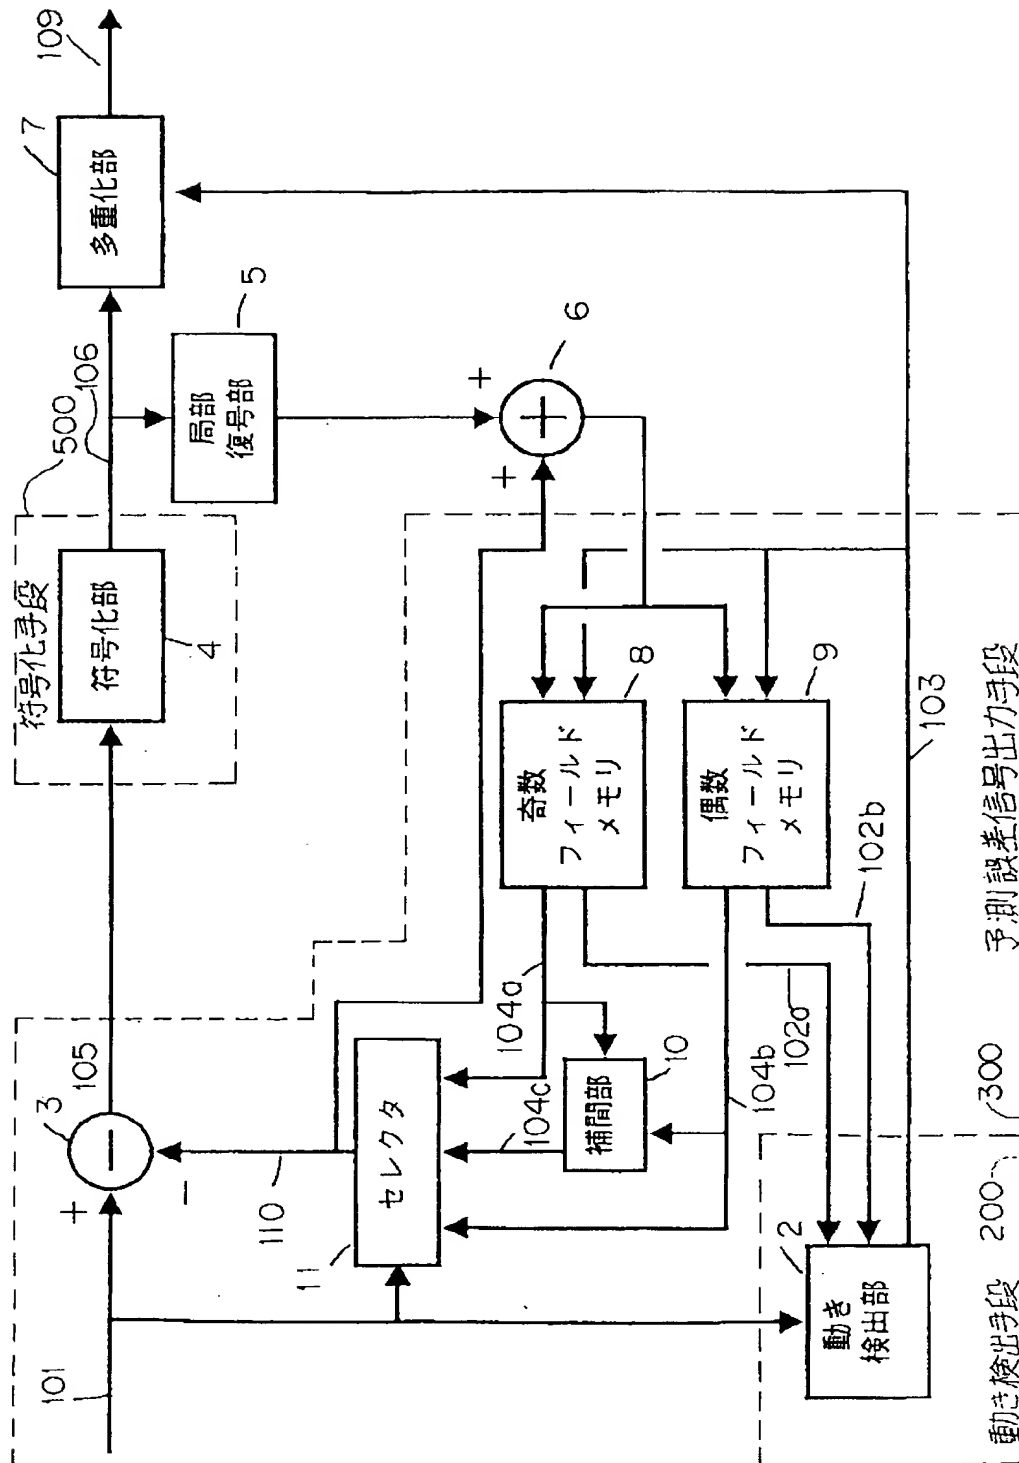 109
7
多重化部
5
局部
復号部
500
106
符号化手段
符号化部
4
+
6
+
+
8
奇数
フィールド
メモリ
9
偶数
フィールド
メモリ
102b
103
予測誤差信号出力手段
105
3
+
−
−
110
104a
104c
セレクタ
11
補間部
10
104b
102a
300
200
2
動き
検出部
動き検出手段
101